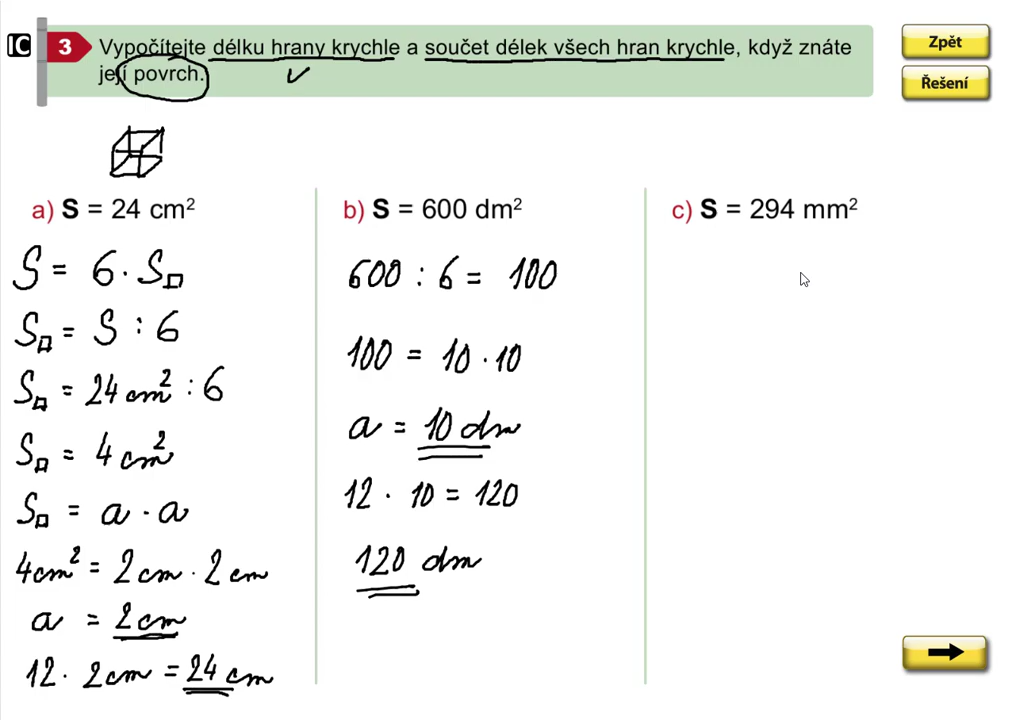 IC 3 Vypočítejte délku hrany krychle a součet délek všech hran krychle, když znáte
její povrch.
Zpět
Řešení
a) S = 24 cm²
S = 6 · S□
S□ = S : 6
S□ = 24 cm² : 6
S□ = 4 cm²
S□ = a · a
4cm² = 2cm · 2cm
a = 2cm
12 · 2cm = 24 cm
b) S = 600 dm²
600 : 6 = 100
100 = 10 · 10
a = 10 dm
12 · 10 = 120
120 dm
c) S = 294 mm²